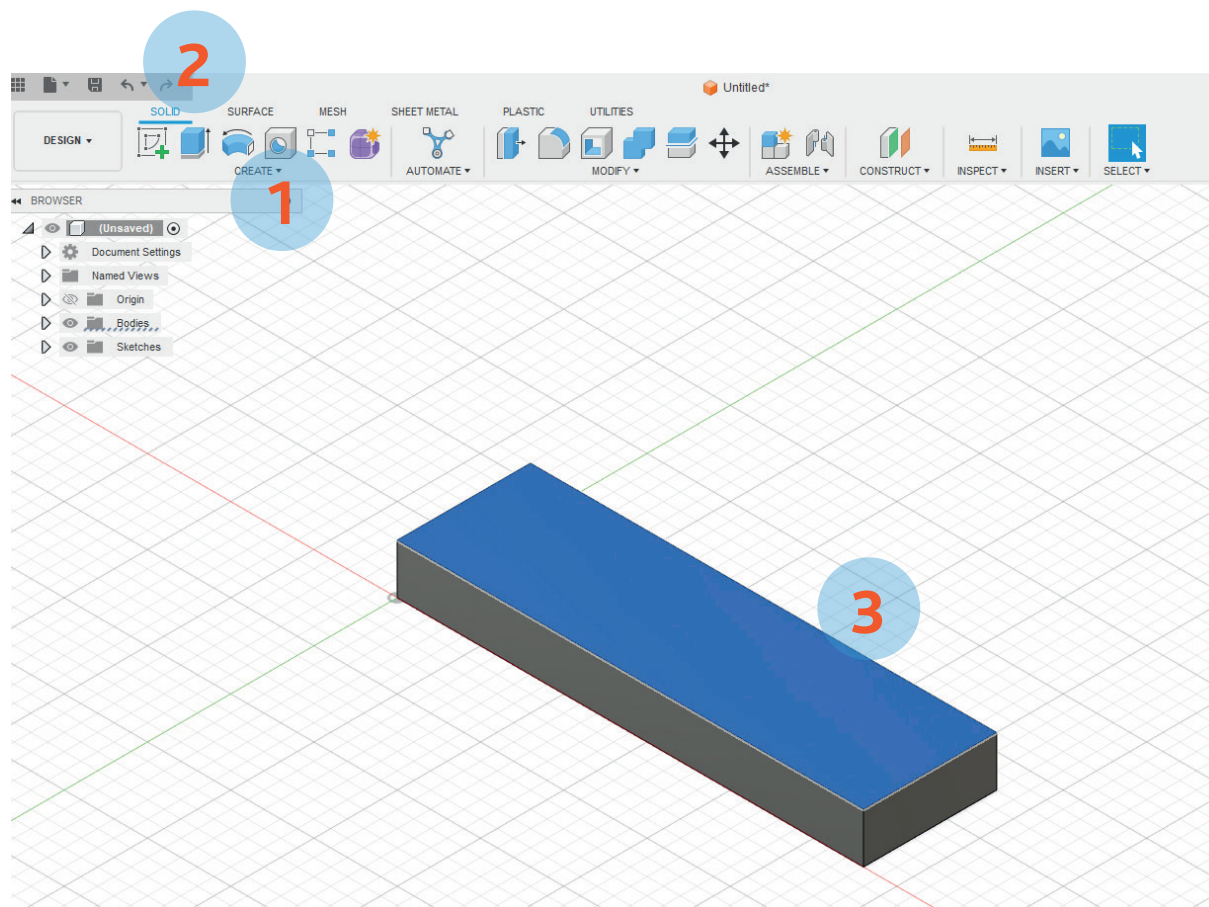 2
Untitled*
SOLID SURFACE MESH SHEET METAL PLASTIC UTILITIES
DESIGN
CREATE AUTOMATE MODIFY ASSEMBLE CONSTRUCT INSPECT INSERT SELECT
1
BROWSER
(Unsaved)
Document Settings
Named Views
Origin
Bodies
Sketches
3